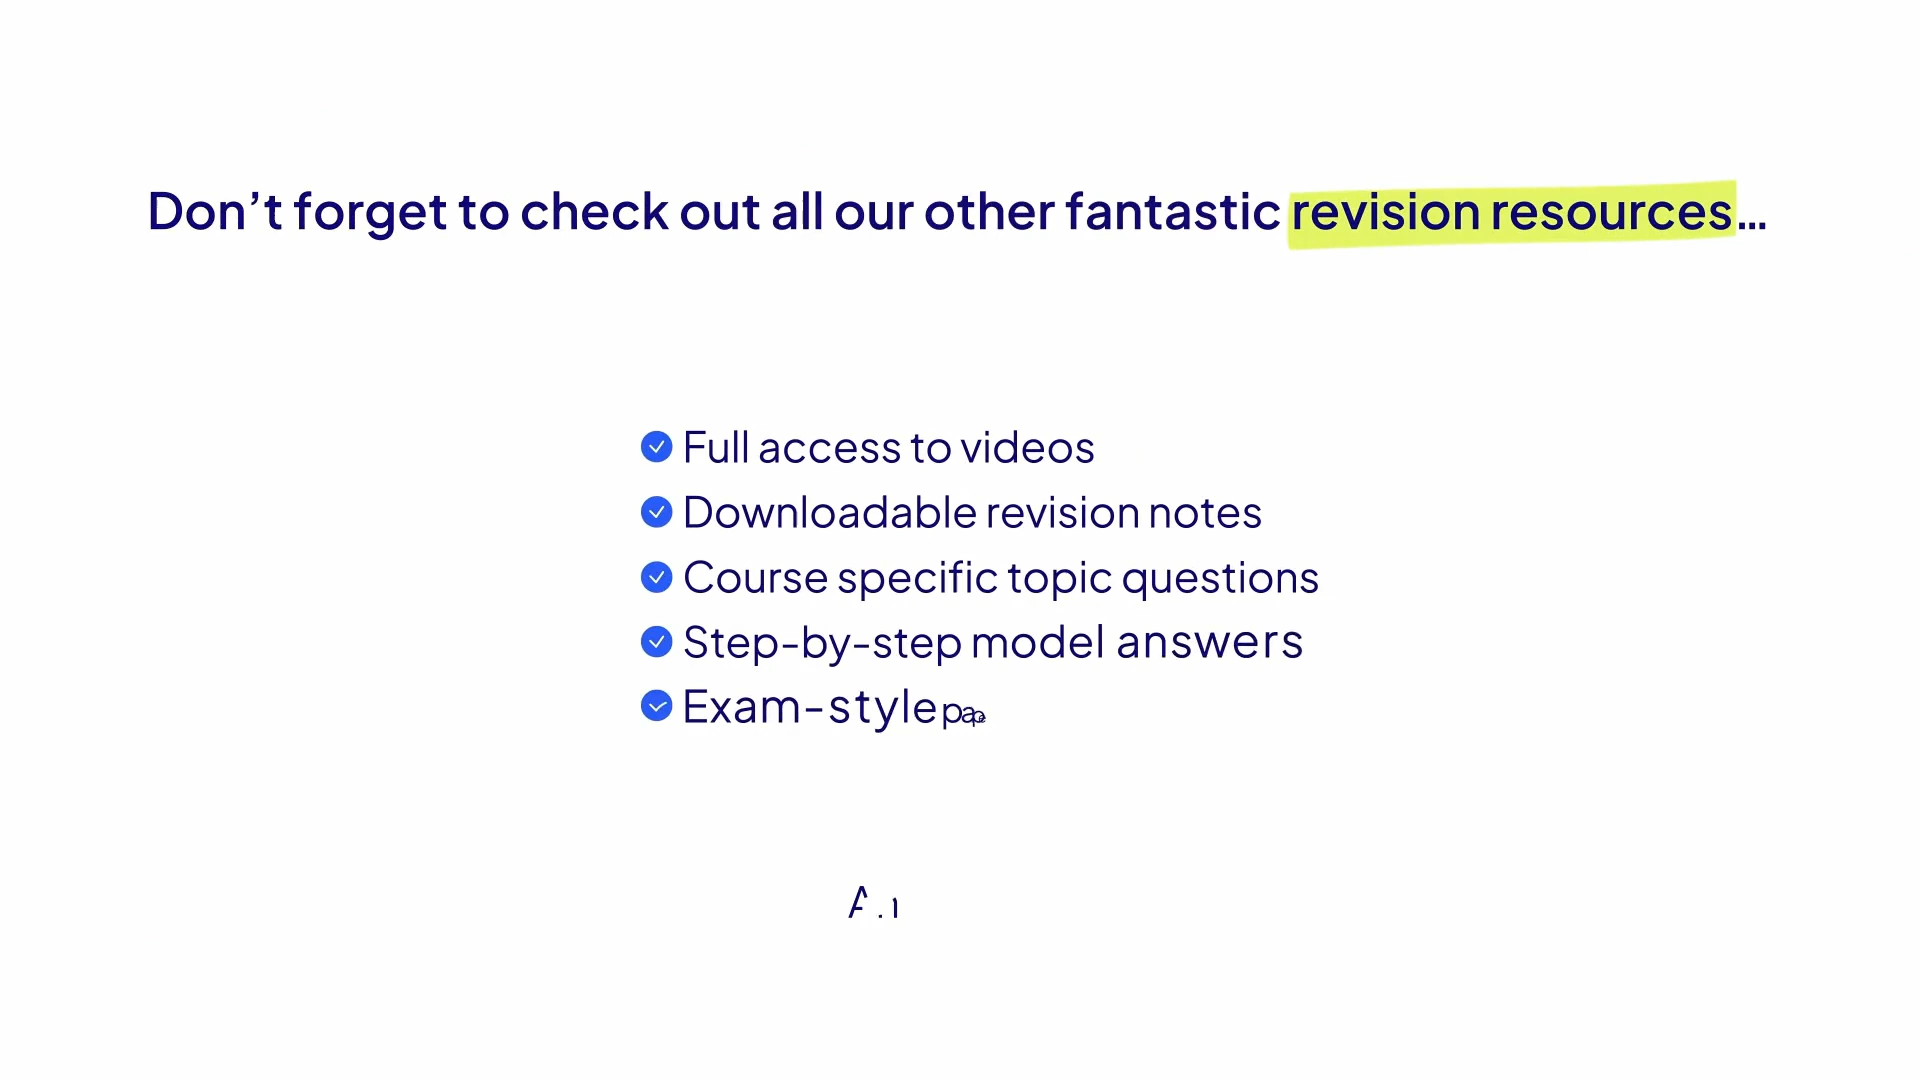 Don’t forget to check out all our other fantastic revision resources...
Full access to videos
Downloadable revision notes
Course specific topic questions
Step-by-step model answers
Exam-style pape